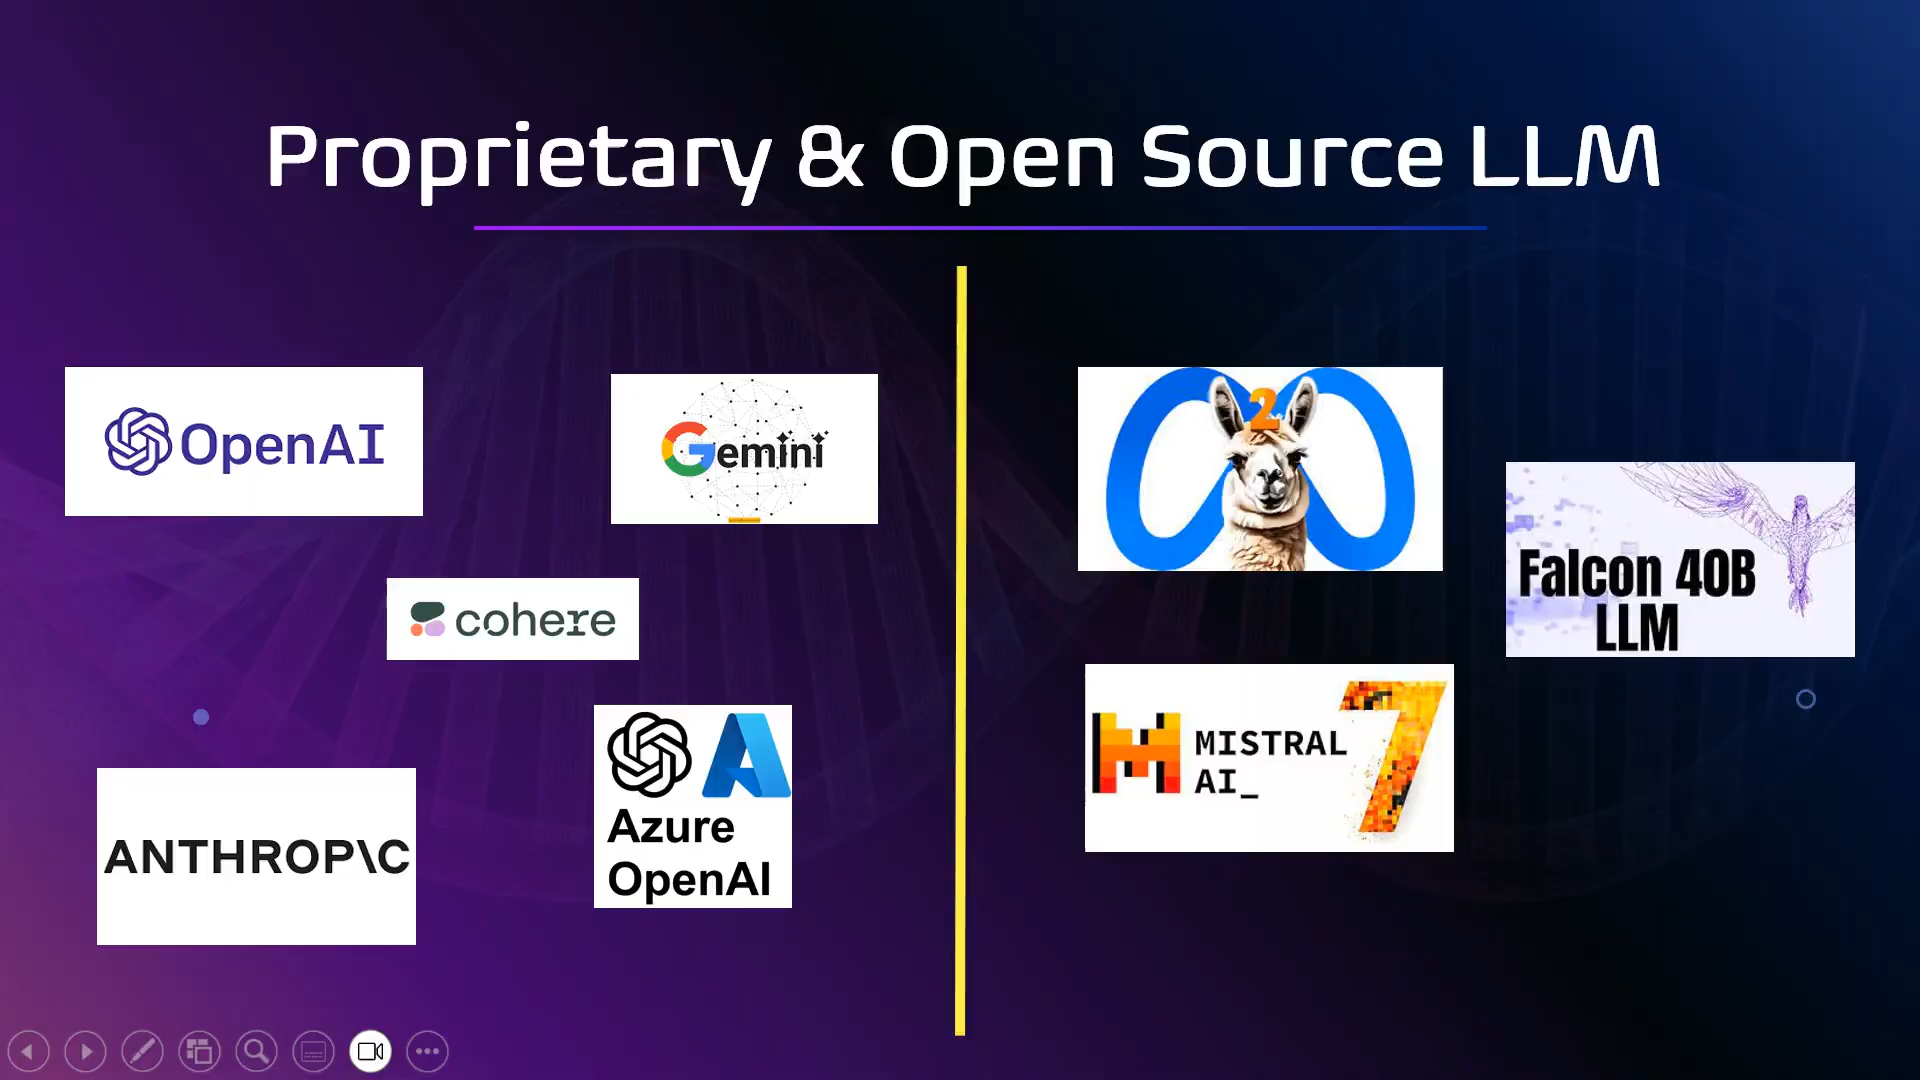 Proprietary & Open Source LLM
OpenAI
Gemini
cohere
ANTHROP\C
Azure
OpenAI
2
Falcon 40B
LLM
MISTRAL
AI_
7